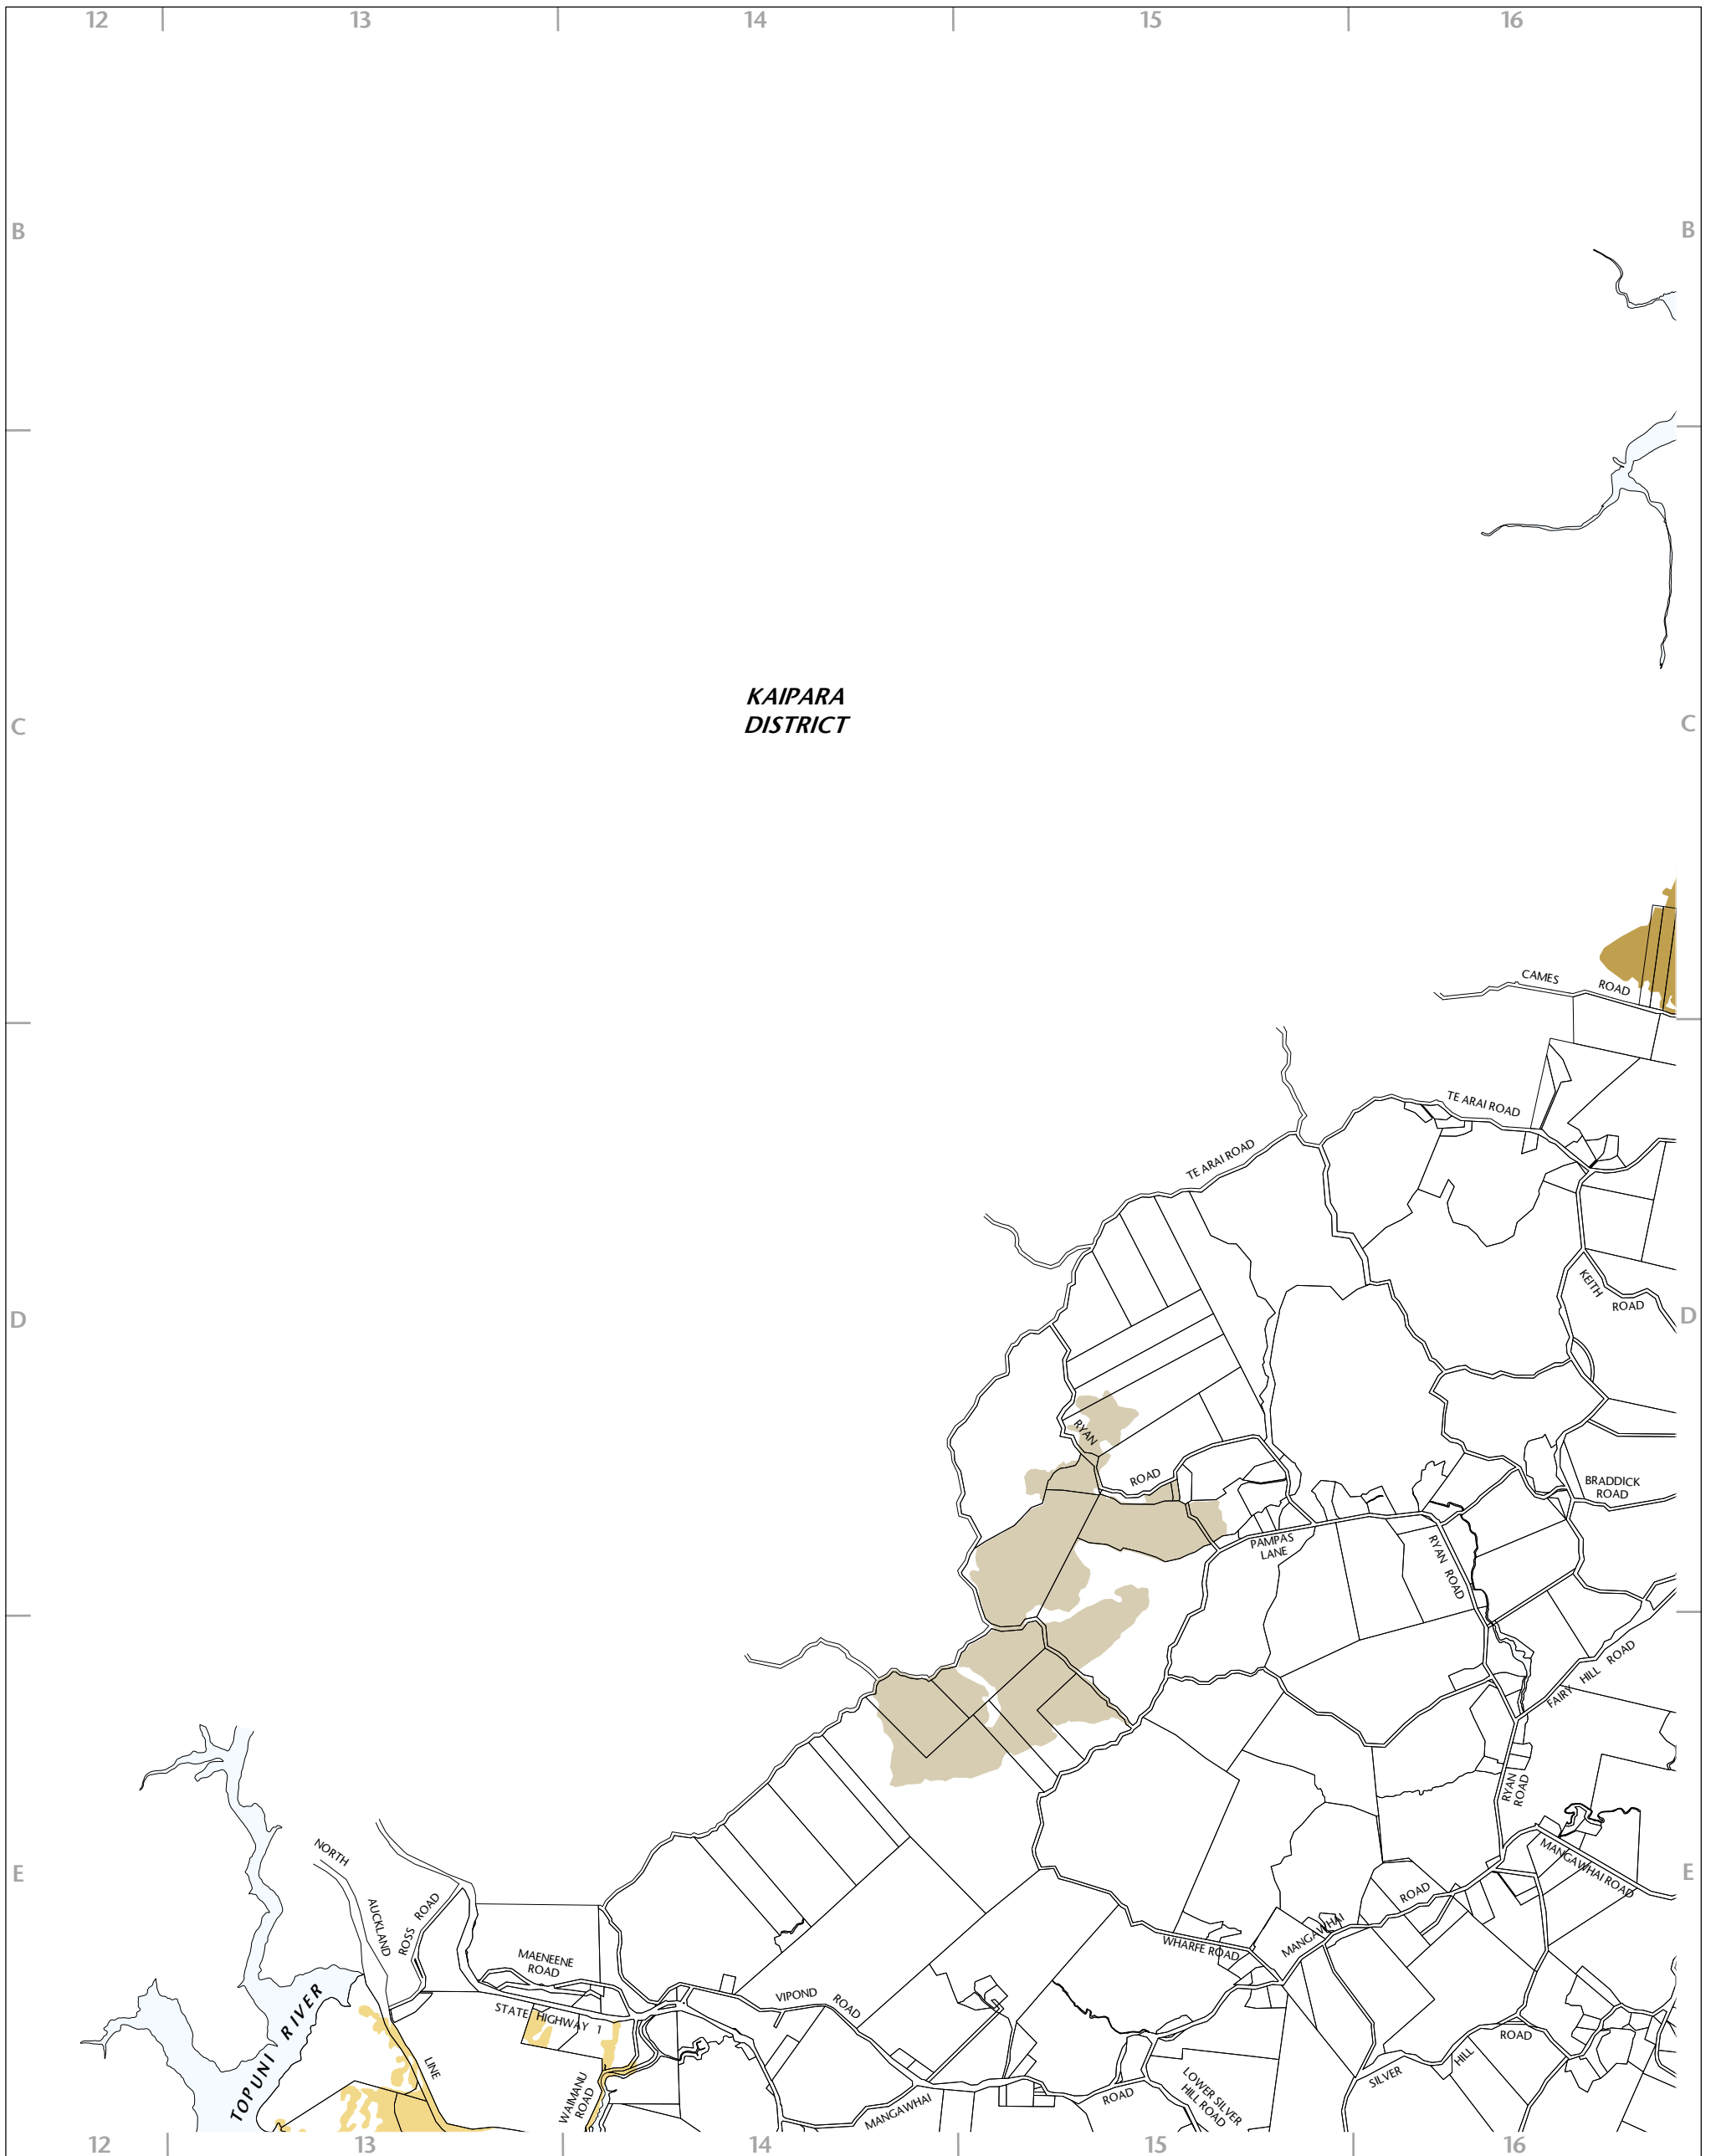 12 13 14 15 16
B B
KAIPARA
DISTRICT
C C
CAMES ROAD
TE ARAI ROAD
TE ARAI ROAD
KEITH
ROAD
D D
RYAN
ROAD
BRADDICK
ROAD
PAMPAS
LANE
RYAN ROAD
FAIRY HILL ROAD
RYAN
ROAD
NORTH
AUCKLAND
LINE
ROSS ROAD
E E
MANGAWHAI ROAD
MANGAWHAI ROAD
WHARFE ROAD
MAENEENE
ROAD
STATE HIGHWAY 1
VIPOND ROAD
TOPUNI RIVER
WAIMANU
ROAD
MANGAWHAI ROAD
LOWER SILVER
HILL ROAD
SILVER HILL ROAD
12 13 14 15 16